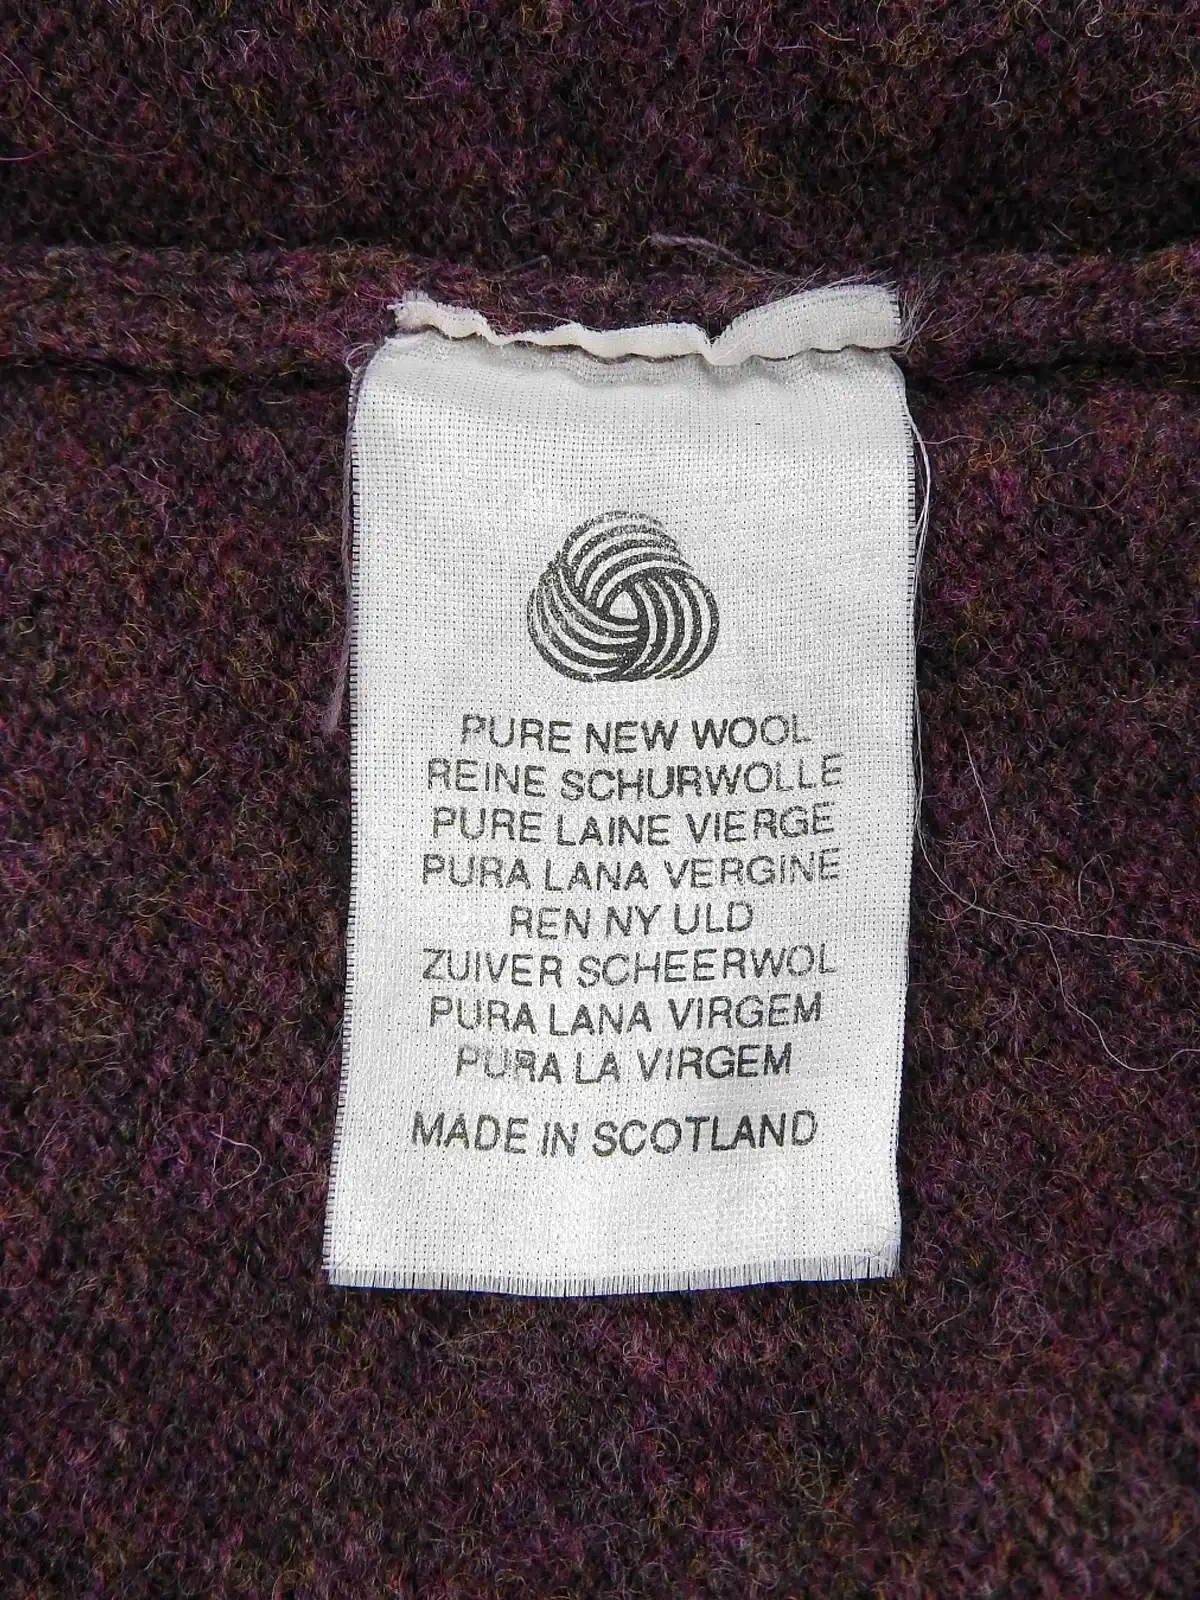 PURE NEW WOOL
REINE SCHURWOLLE
PURE LAINE VIERGE
PURA LANA VERGINE
REN NY ULD
ZUIVER SCHEERWOL
PURA LANA VIRGEM
PURA LA VIRGEM
MADE IN SCOTLAND